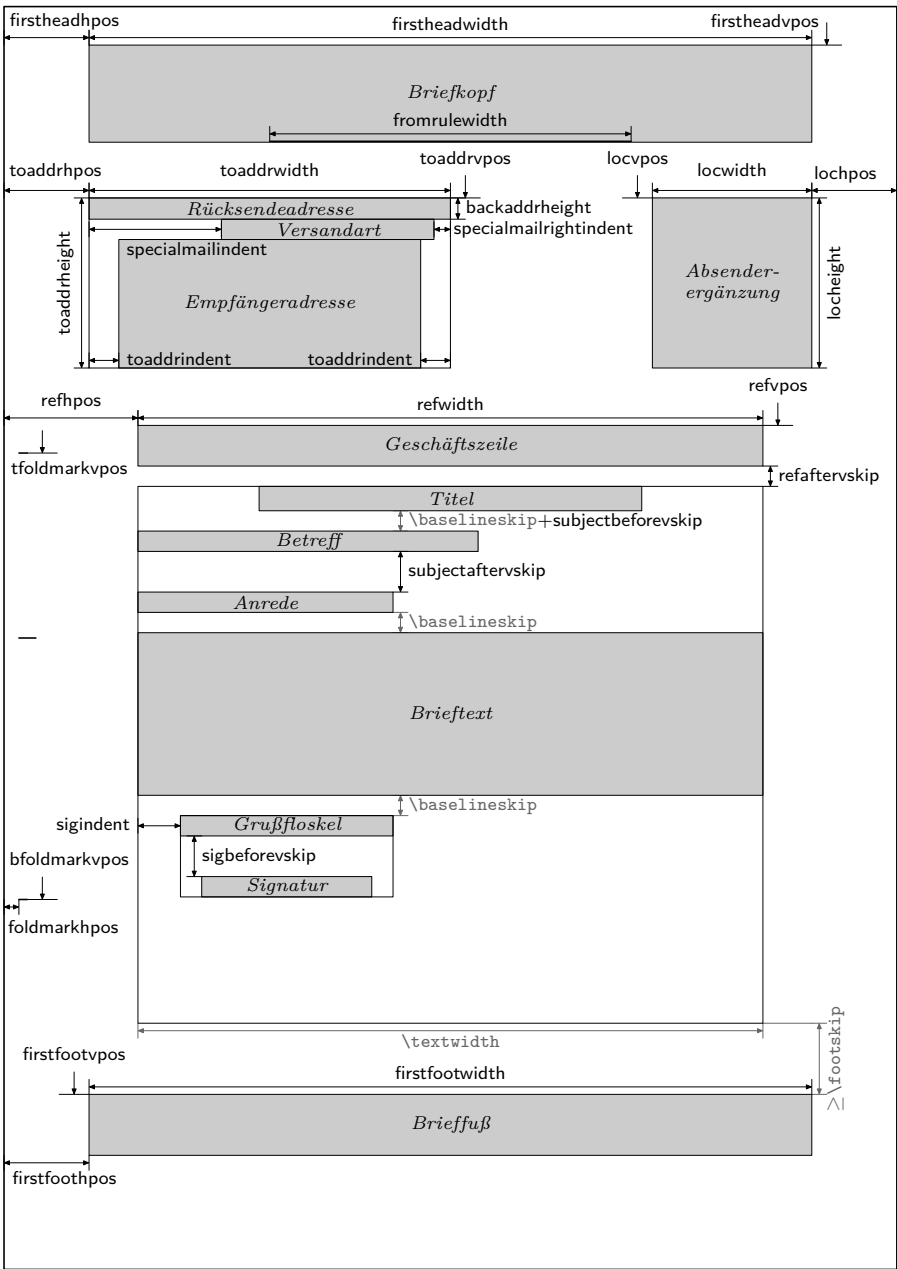 firstheadhpos
firstheadwidth
firstheadvpos
Briefkopf
fromrulewidth
toaddrhpos
toaddrwidth
toaddrvpos
locvpos
locwidth
lochpos
Rücksendeadresse
backaddrheight
Versandart
specialmailrightindent
specialmailindent
toaddrheight
Empfängeradresse
Absender-
ergänzung
locheight
toaddrindent
toaddrindent
refhpos
refwidth
refvpos
Geschäftszeile
tfoldmarkvpos
refaftervskip
Titel
\baselineskip+subjectbeforevskip
Betreff
subjectaftervskip
Anrede
\baselineskip
Brieftext
\baselineskip
sigindent
Grußfloskel
sigbeforevskip
bfoldmarkvpos
Signatur
foldmarkhpos
\textwidth
≥\footskip
firstfootvpos
firstfootwidth
Brieffuß
firstfoothpos